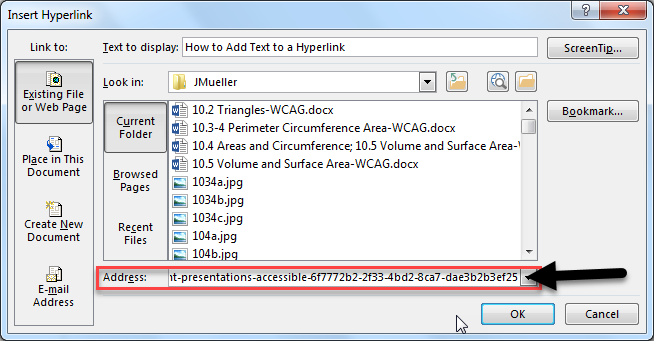 Insert Hyperlink
Link to:
Text to display: How to Add Text to a Hyperlink
ScreenTip...
Existing File
or Web Page
Look in: JMueller
Bookmark...
Place in This
Document
Create New
Document
E-mail
Address
Current
Folder
Browsed
Pages
Recent
Files
10.2 Triangles-WCAG.docx
10.3-4 Perimeter Circumference Area-WCAG.docx
10.4 Areas and Circumference; 10.5 Volume and Surface Area-W
10.5 Volume and Surface Area-WCAG.docx
1034a.jpg
1034b.jpg
1034c.jpg
104a.jpg
104b.jpg
Address: nt-presentations-accessible-6f7772b2-2f33-4bd2-8ca7-dae3b2b3ef25
OK
Cancel